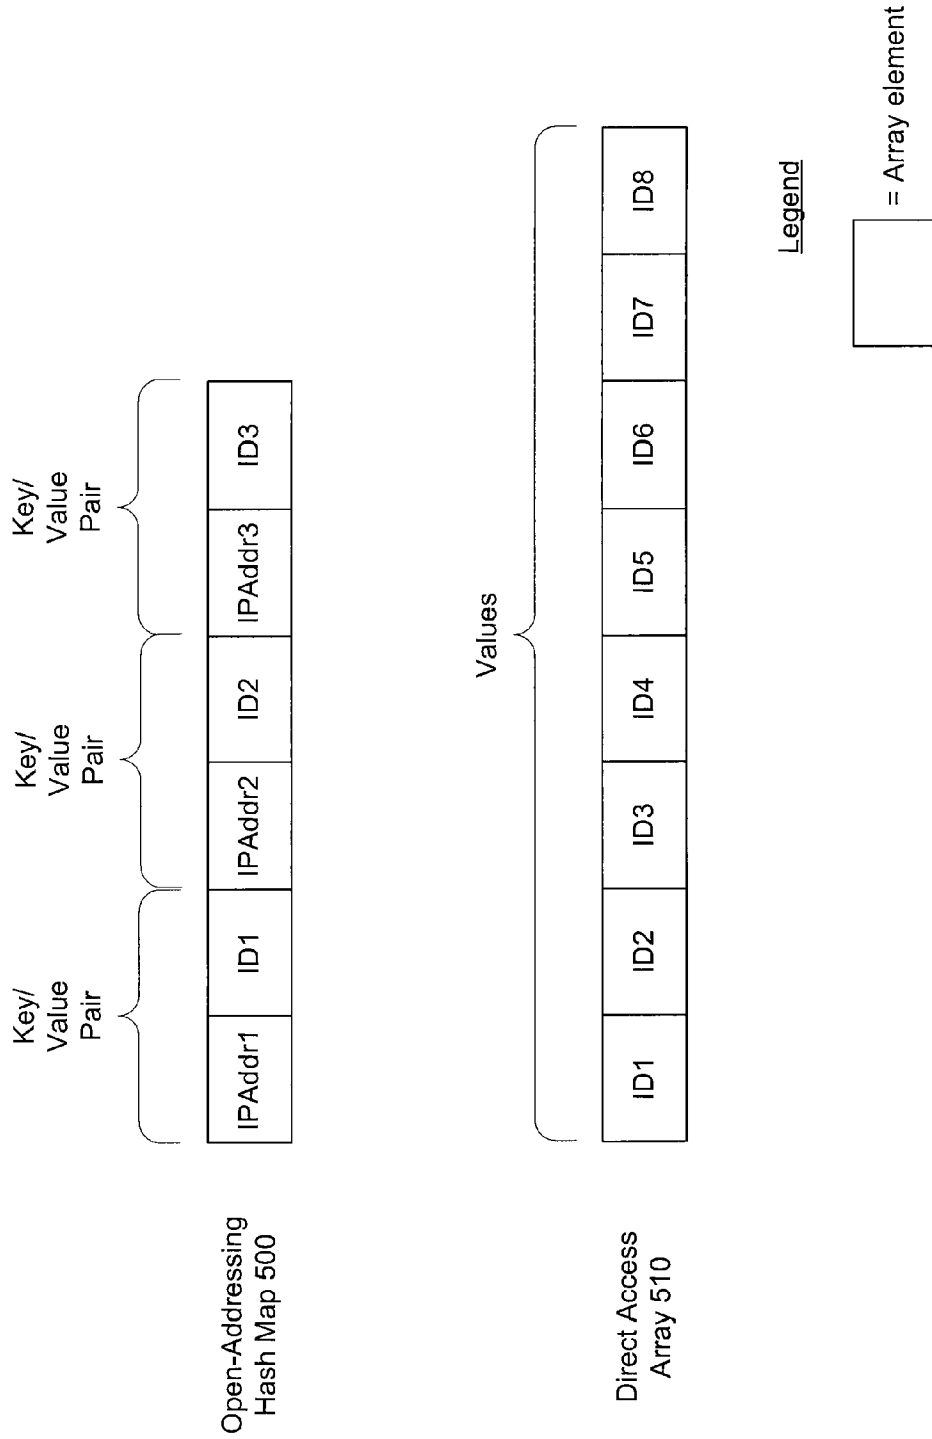 Key/
Value
Pair
Key/
Value
Pair
Key/
Value
Pair
Open-Addressing
Hash Map 500
IPAddr1
ID1
IPAddr2
ID2
IPAddr3
ID3
Values
Direct Access
Array 510
ID1
ID2
ID3
ID4
ID5
ID6
ID7
ID8
Legend
= Array element